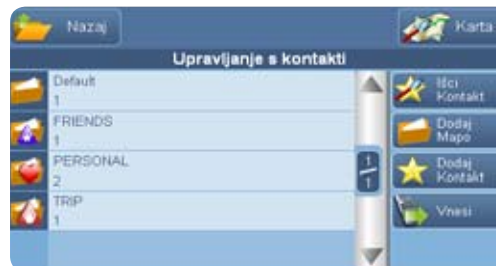 Nazaj
Karta
Upravljanje s kontakti
Default
1
FRIENDS
1
PERSONAL
2
TRIP
1
1
1
Išči
Kontakt
Dodaj
Mapo
Dodaj
Kontakt
Vnesi